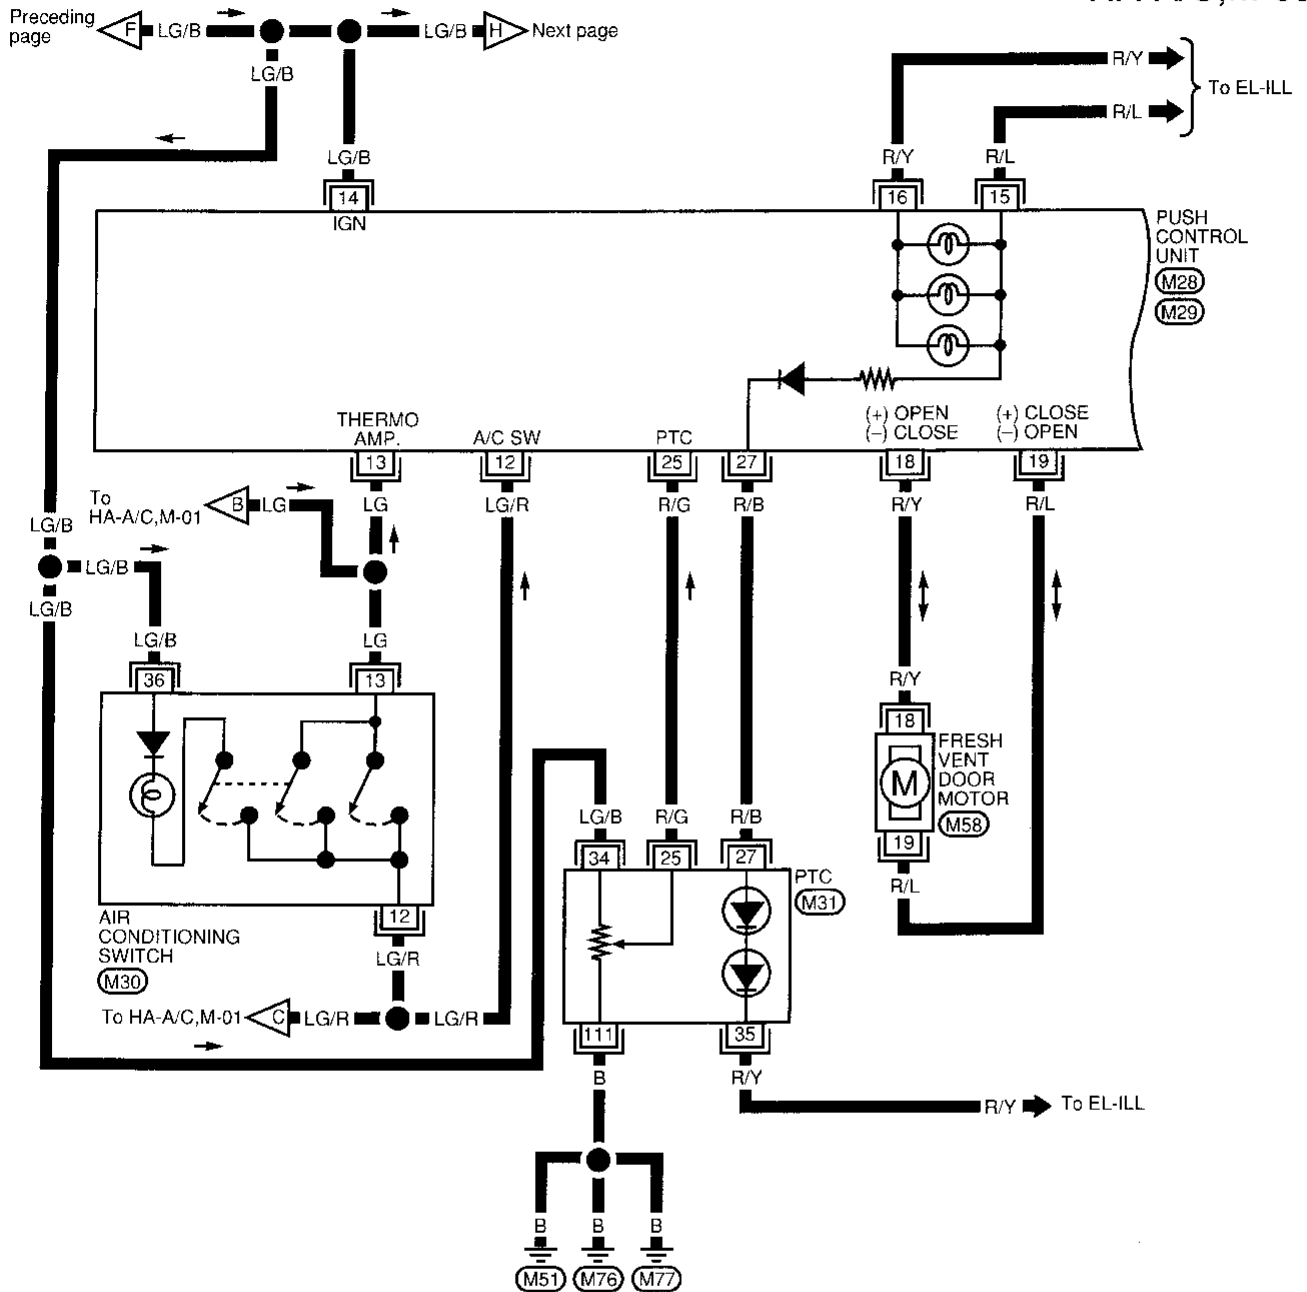 Preceding
page
F
LG/B
LG/B
H
Next page
LG/B
R/Y
To EL-ILL
R/L
LG/B
R/Y
R/L
14
16
15
IGN
PUSH
CONTROL
UNIT
M28
M29
(+) OPEN
(–) CLOSE
(+) CLOSE
(–) OPEN
THERMO
AMP.
A/C SW
PTC
13
12
25
27
18
19
To
HA-A/C,M-01
B
LG
LG
LG/R
R/G
R/B
R/Y
R/L
LG/B
LG/B
LG/B
LG/B
LG
R/Y
36
13
18
FRESH
VENT
DOOR
MOTOR
M58
M
19
R/L
LG/B
R/G
R/B
34
25
27
PTC
M31
AIR
CONDITIONING
SWITCH
M30
12
LG/R
To HA-A/C,M-01
C
LG/R
LG/R
111
35
B
R/Y
R/Y
To EL-ILL
B
B
B
M51
M76
M77